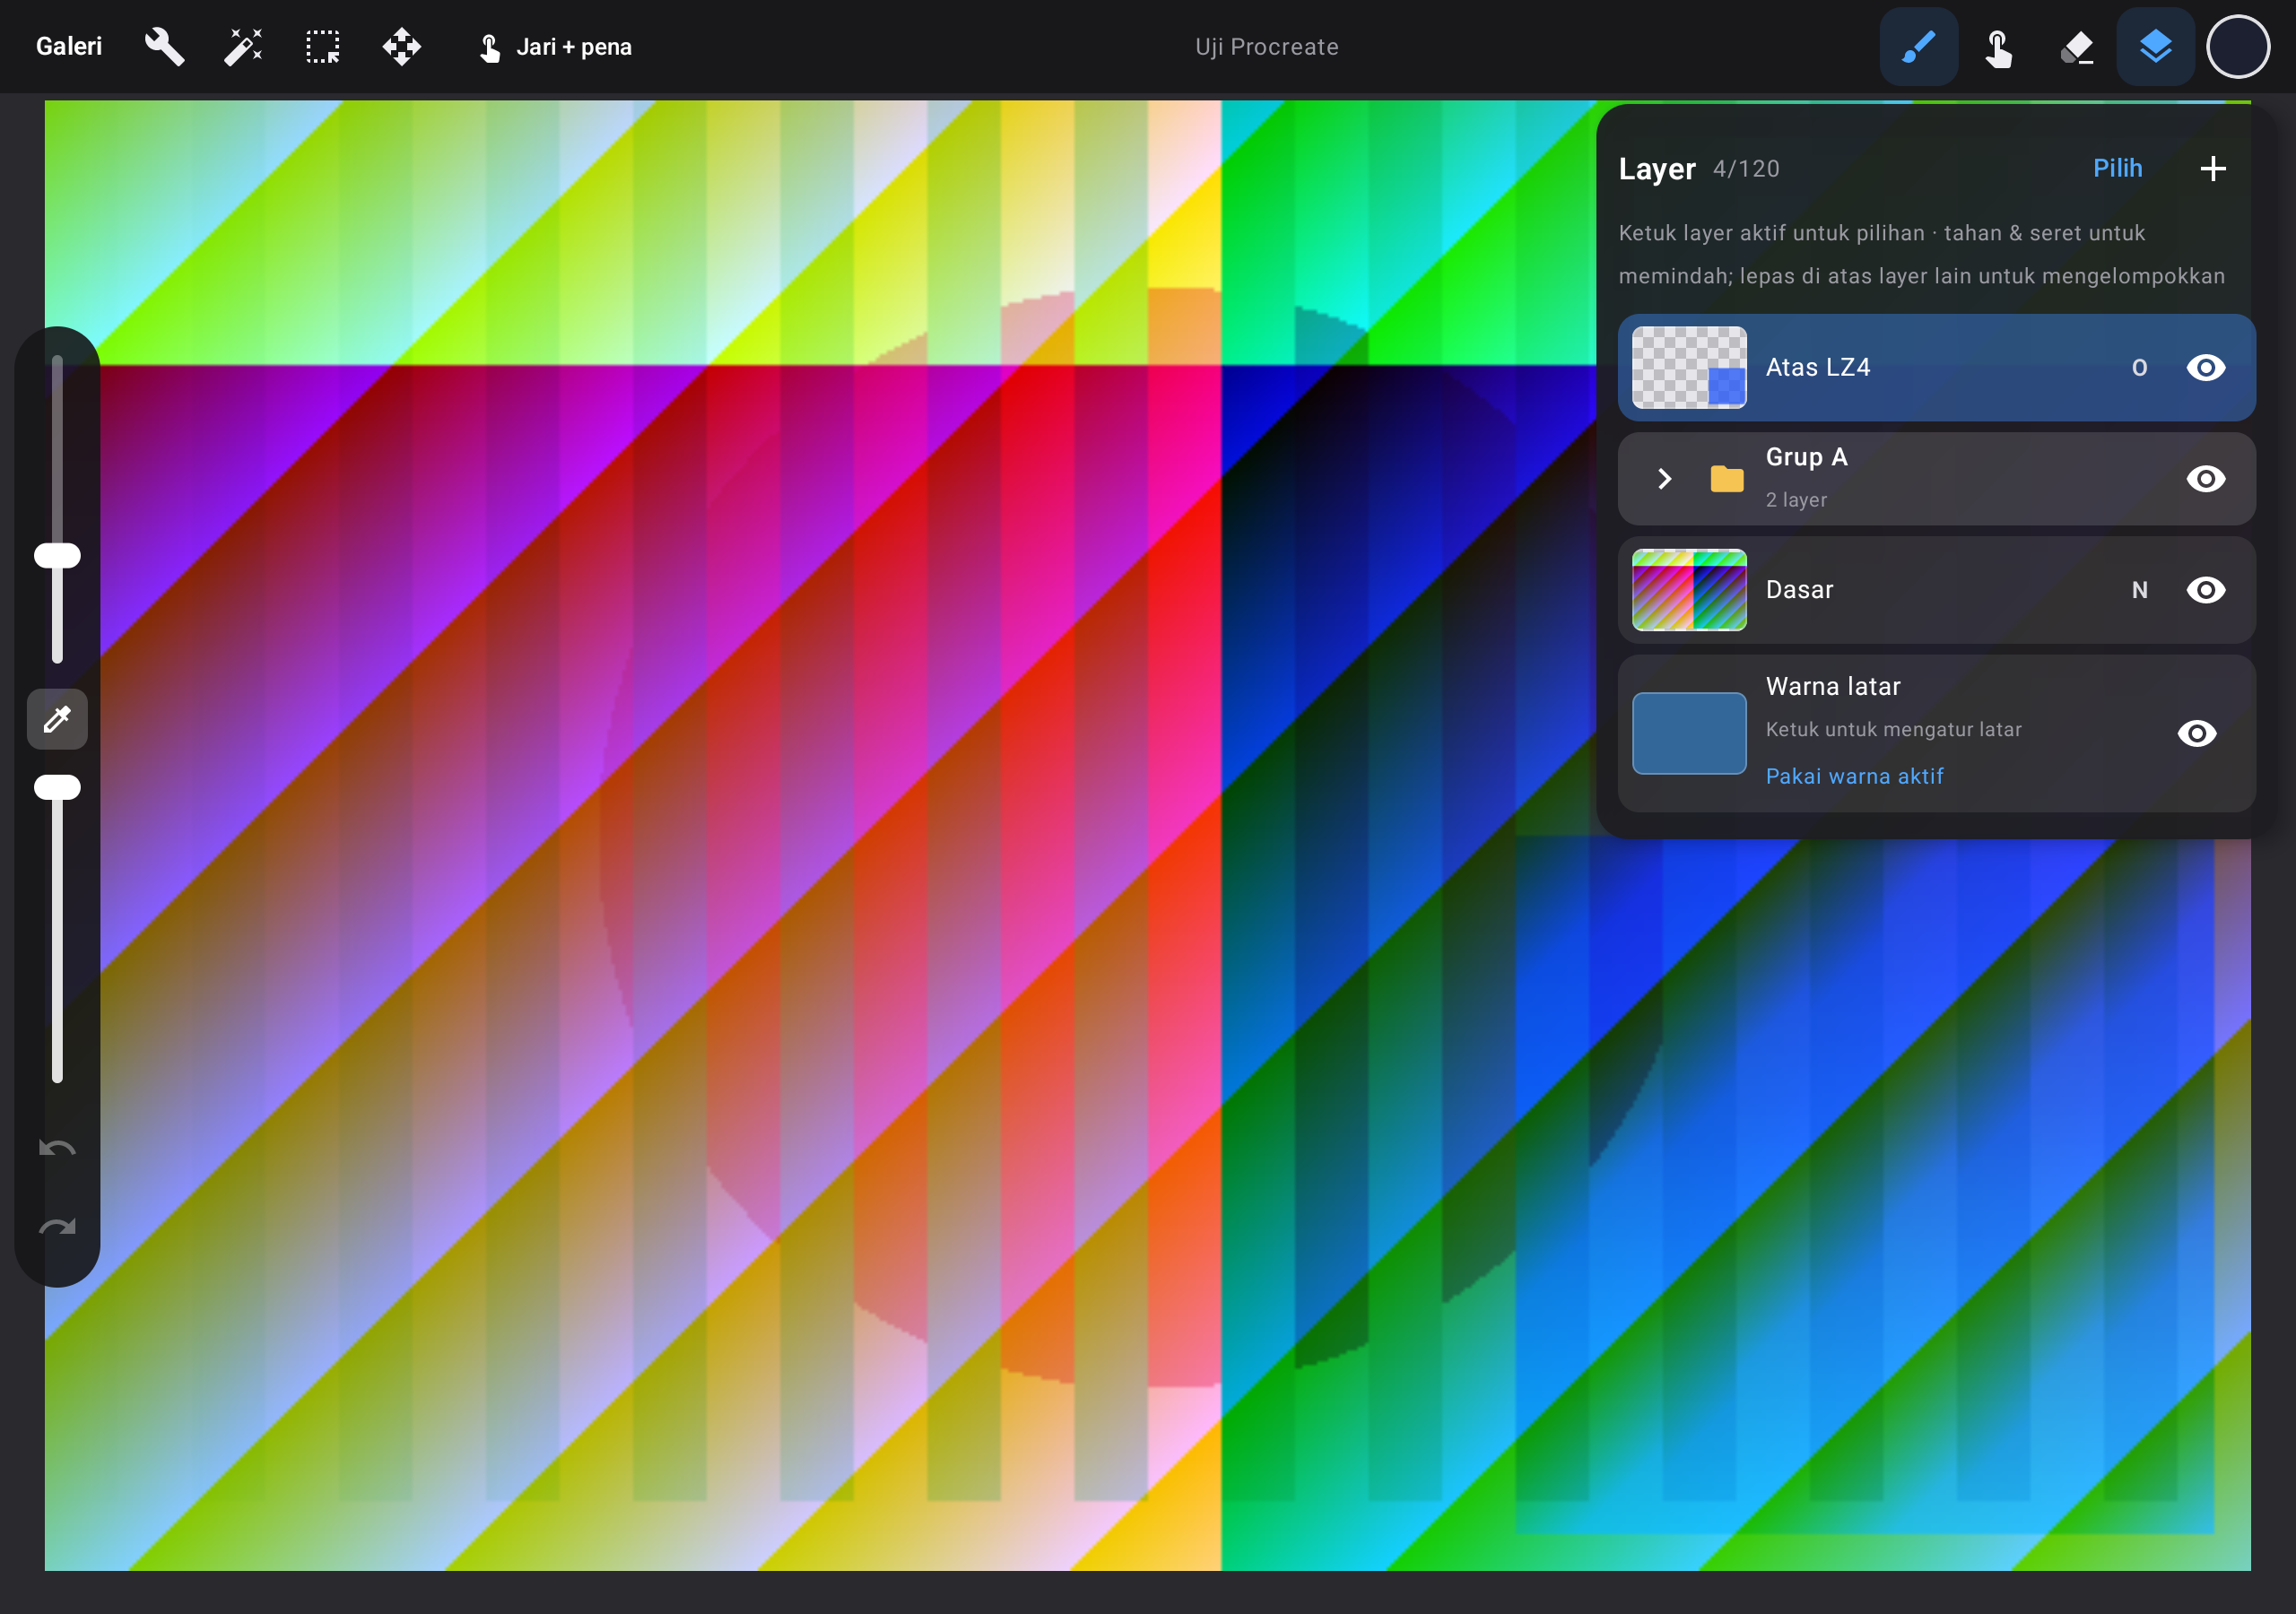 Galeri
Jari + pena
Uji Procreate
Layer 4/120
Pilih
Ketuk layer aktif untuk pilihan · tahan & seret untuk
memindah; lepas di atas layer lain untuk mengelompokkan
Atas LZ4
O
Grup A
2 layer
Dasar
N
Warna latar
Ketuk untuk mengatur latar
Pakai warna aktif